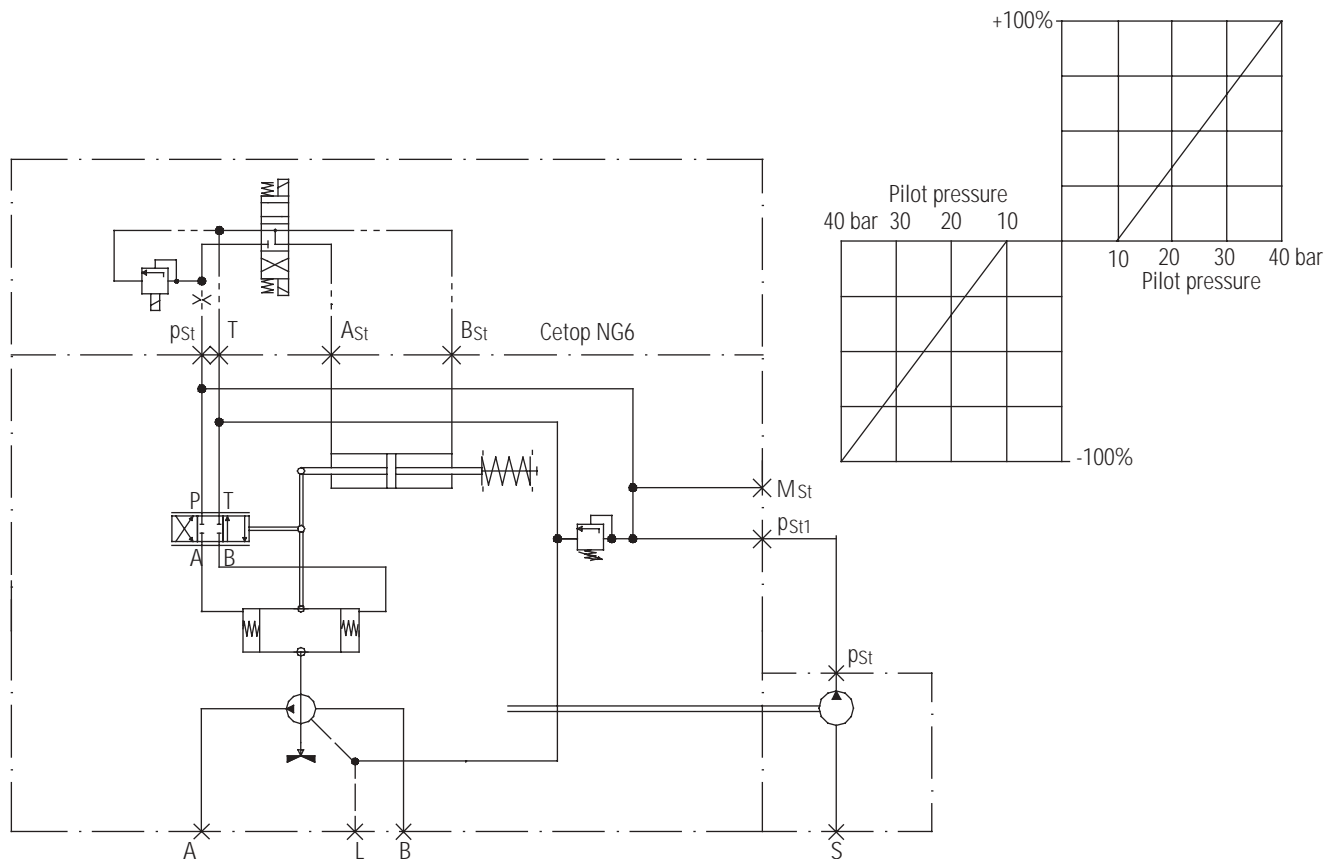 +100%
Pilot pressure
40 bar 30 20 10
10 20 30 40 bar
Pilot pressure
-100%
pSt T ASt BSt Cetop NG6
P T
MSt
pSt1
A B
pSt
A L B S